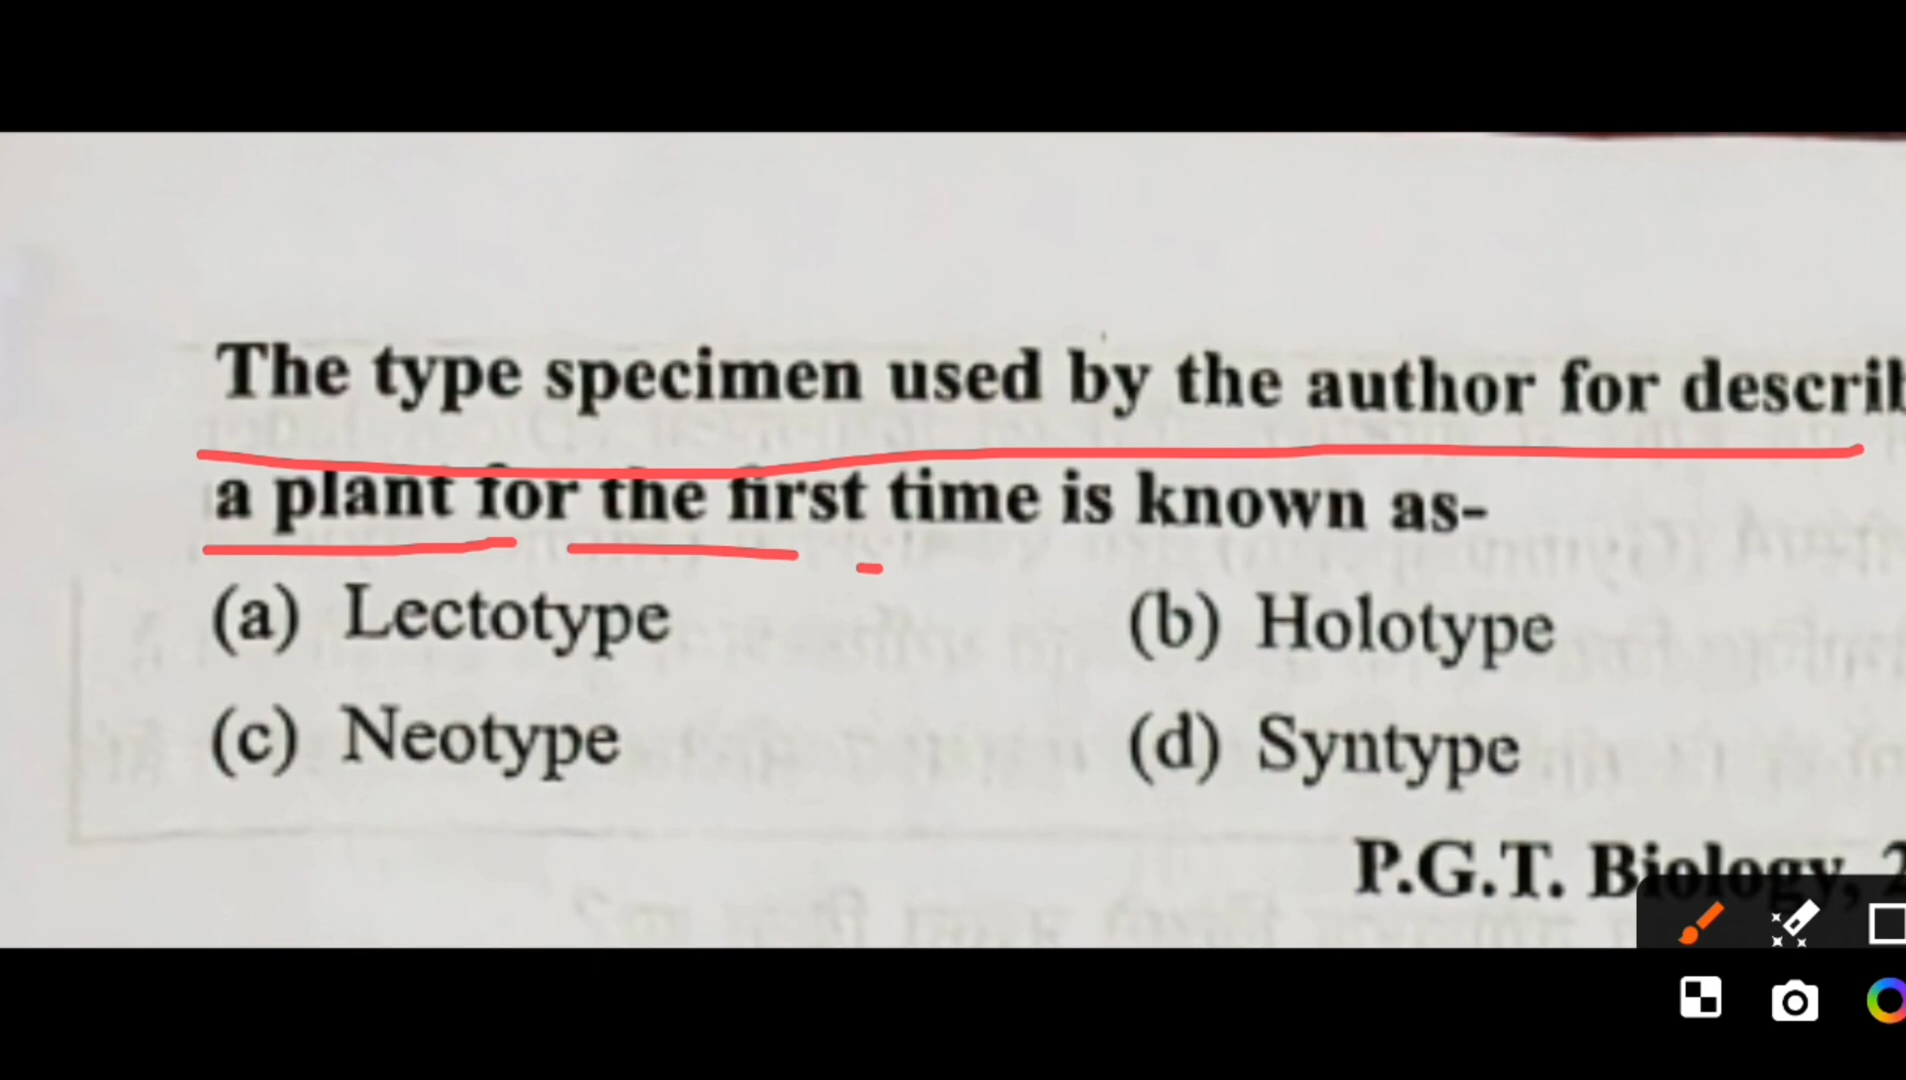 The type specimen used by the author for
a plant for the first time is known as-
(a) Lectotype (b) Holotype
(c) Neotype (d) Syntype
P.G.T. Biology,